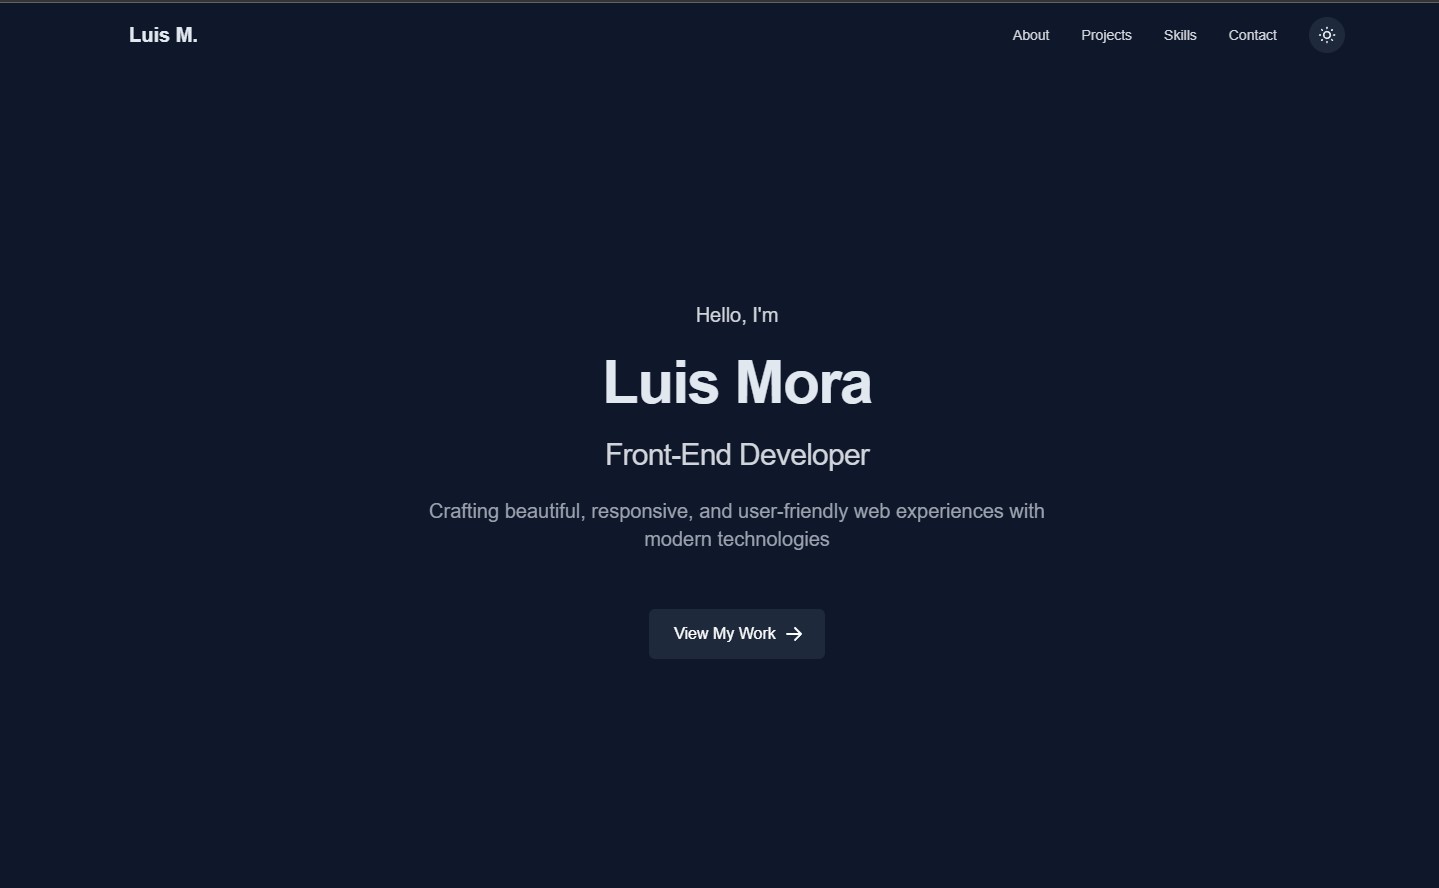 Luis M.
About Projects Skills Contact
Hello, I'm
Luis Mora
Front-End Developer
Crafting beautiful, responsive, and user-friendly web experiences with
modern technologies
View My Work